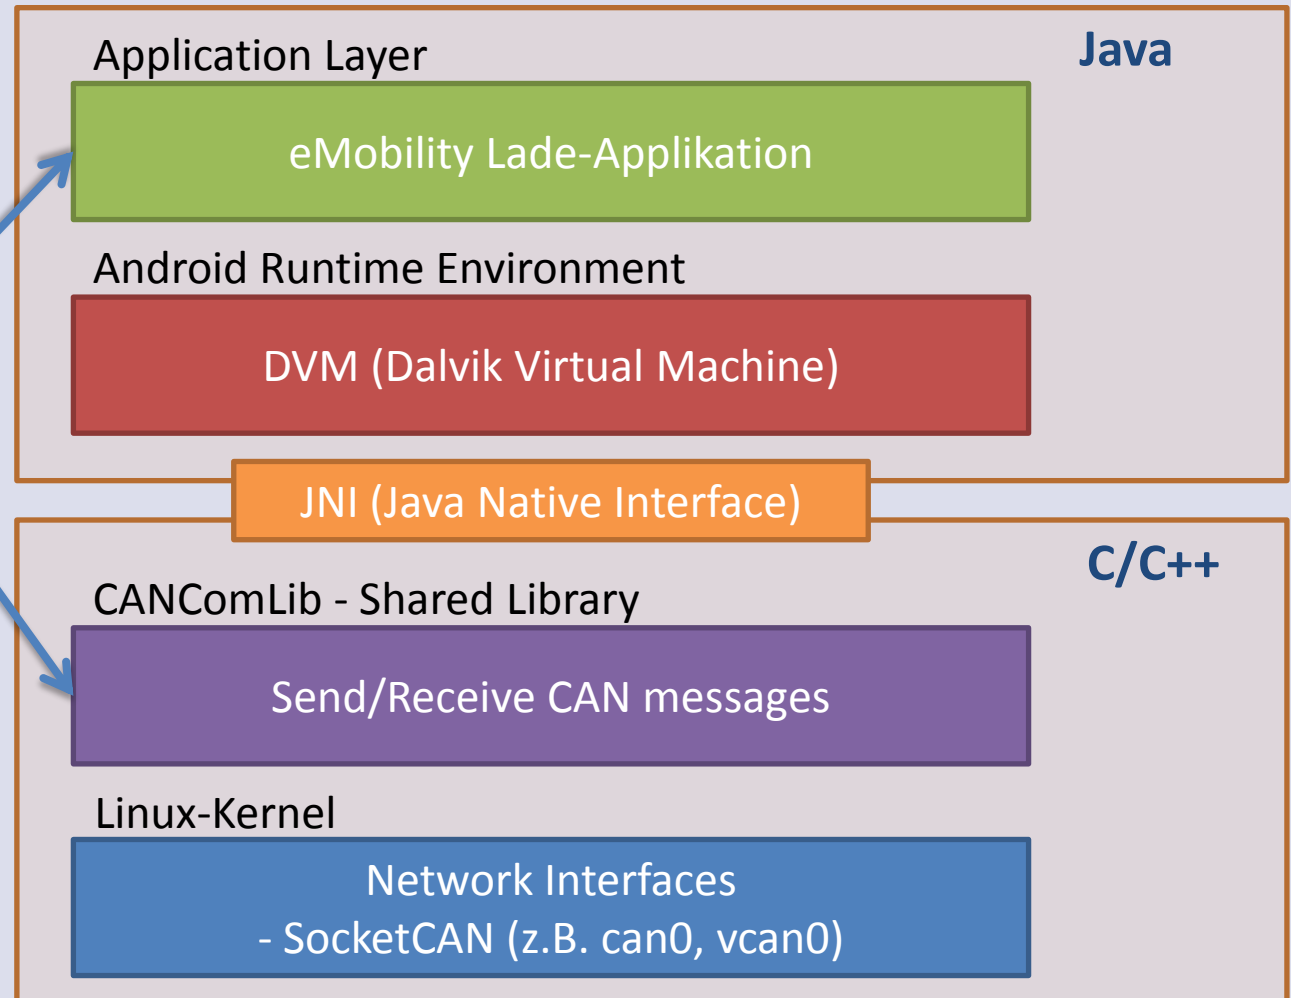 Application Layer
Java
eMobility Lade-Applikation
Android Runtime Environment
DVM (Dalvik Virtual Machine)
JNI (Java Native Interface)
C/C++
CANComLib - Shared Library
Send/Receive CAN messages
Linux-Kernel
Network Interfaces
- SocketCAN (z.B. can0, vcan0)